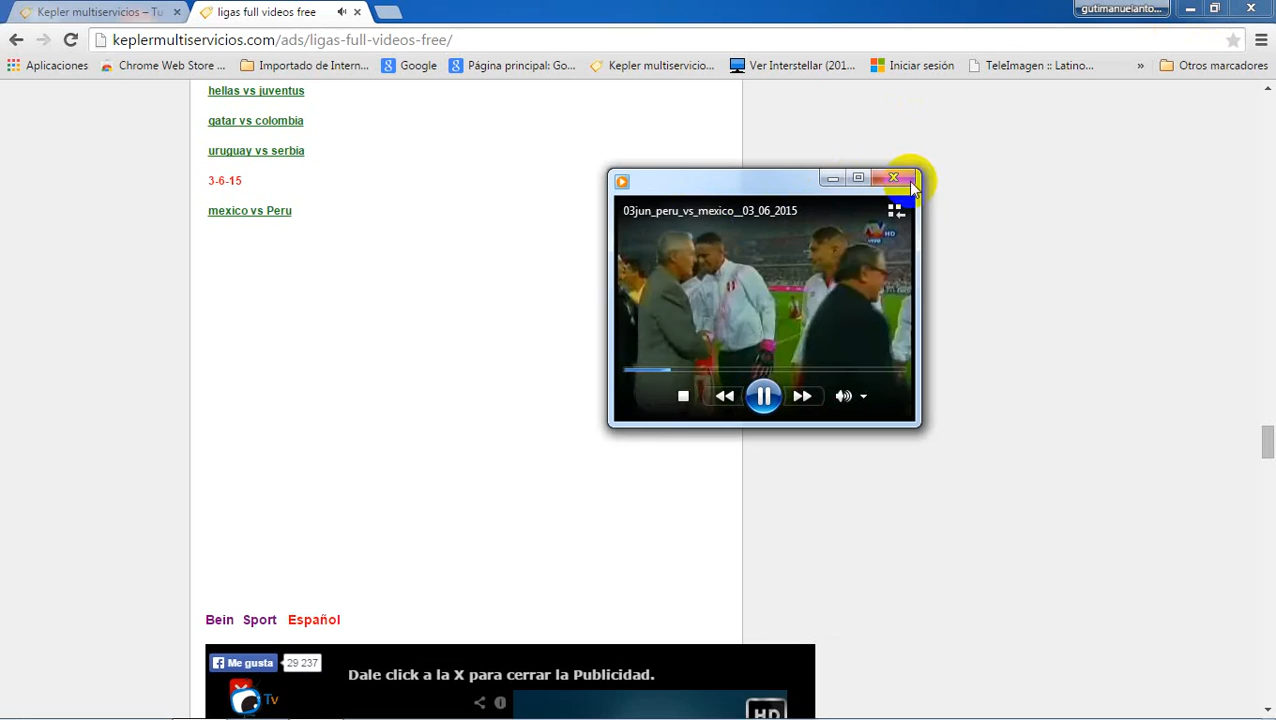 Kepler multiservicios – Tu
ligas full videos free
gutimanuelanto...
keplermultiservicios.com/ads/ligas-full-videos-free/
Aplicaciones
Chrome Web Store ...
Importado de Intern...
Google
Página principal: Go...
Kepler multiservicio...
Ver Interstellar (201...
Iniciar sesión
TeleImagen :: Latino...
»
Otros marcadores
hellas vs juventus
gatar vs colombia
uruguay vs serbia
3-6-15
mexico vs Peru
03jun_peru_vs_mexico__03_06_2015
HD
Bein Sport Español
Me gusta
29 237
Dale click a la X para cerrar la Publicidad.
Tv
HD